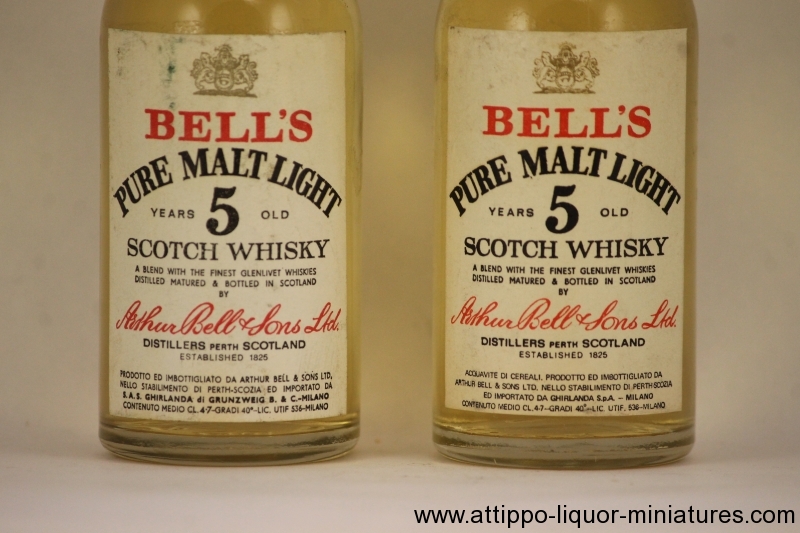 BELL'S
PURE MALT LIGHT
YEARS 5 OLD
SCOTCH WHISKY
A BLEND WITH THE FINEST GLENLIVET WHISKIES
DISTILLED MATURED & BOTTLED IN SCOTLAND
BY
Arthur Bell & Sons Ltd.
DISTILLERS PERTH SCOTLAND
ESTABLISHED 1825
PRODOTTO ED IMBOTTIGLIATO DA ARTHUR BELL & SONS LTD,
NELLO STABILIMENTO DI PERTH-SCOZIA ED IMPORTATO DA
S.A.S. GHIRLANDA di GRUNZWEIG B. & C.-MILANO
CONTENUTO MEDIO CL. 4,7-GRADI 40°-LIC. UTIF 536-MILANO
BELL'S
PURE MALT LIGHT
YEARS 5 OLD
SCOTCH WHISKY
A BLEND WITH THE FINEST GLENLIVET WHISKIES
DISTILLED MATURED & BOTTLED IN SCOTLAND
BY
Arthur Bell & Sons Ltd.
DISTILLERS PERTH SCOTLAND
ESTABLISHED 1825
ACQUAVITE DI CEREALI. PRODOTTO ED IMBOTTIGLIATO DA
ARTHUR BELL & SONS LTD, NELLO STABILIMENTO DI PERTH-SCOZIA
ED IMPORTATO DA GHIRLANDA S.p.A. - MILANO
CONTENUTO MEDIO CL. 4,7-GRADI 40°-LIC. UTIF. 536-MILANO
www.attippo-liquor-miniatures.com